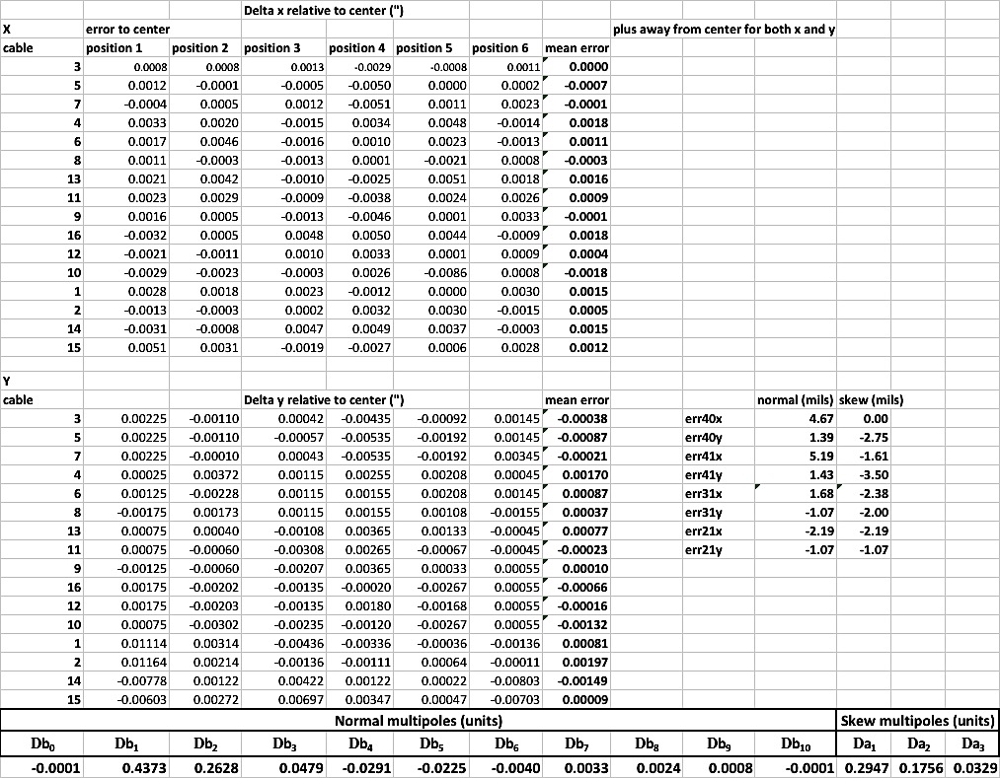 Delta x relative to center (")
X error to center plus away from center for both x and y
cable position 1 position 2 position 3 position 4 position 5 position 6 mean error
3 0.0008 0.0008 0.0013 -0.0029 -0.0008 0.0011 0.0000
5 0.0012 -0.0001 -0.0005 -0.0050 0.0000 0.0002 -0.0007
7 -0.0004 0.0005 0.0012 -0.0051 0.0011 0.0023 -0.0001
4 0.0033 0.0020 -0.0015 0.0034 0.0048 -0.0014 0.0018
6 0.0017 0.0046 -0.0016 0.0010 0.0023 -0.0013 0.0011
8 0.0011 -0.0003 -0.0013 0.0001 -0.0021 0.0008 -0.0003
13 0.0021 0.0042 -0.0010 -0.0025 0.0051 0.0018 0.0016
11 0.0023 0.0029 -0.0009 -0.0038 0.0024 0.0026 0.0009
9 0.0016 0.0005 -0.0013 -0.0046 0.0001 0.0033 -0.0001
16 -0.0032 0.0005 0.0048 0.0050 0.0044 -0.0009 0.0018
12 -0.0021 -0.0011 0.0010 0.0033 0.0001 0.0009 0.0004
10 -0.0029 -0.0023 -0.0003 0.0026 -0.0086 0.0008 -0.0018
1 0.0028 0.0018 0.0023 -0.0012 0.0000 0.0030 0.0015
2 -0.0013 -0.0003 0.0002 0.0032 0.0030 -0.0015 0.0005
14 -0.0031 -0.0008 0.0047 0.0049 0.0037 -0.0003 0.0015
15 0.0051 0.0031 -0.0019 -0.0027 0.0006 0.0028 0.0012
Y
cable Delta y relative to center (") mean error normal (mils) skew (mils)
3 0.00225 -0.00110 0.00042 -0.00435 -0.00092 0.00145 -0.00038 err40x 4.67 0.00
5 0.00225 -0.00110 -0.00057 -0.00535 -0.00192 0.00145 -0.00087 err40y 1.39 -2.75
7 0.00225 -0.00010 0.00043 -0.00535 -0.00192 0.00345 -0.00021 err41x 5.19 -1.61
4 0.00025 0.00372 0.00115 0.00255 0.00208 0.00045 0.00170 err41y 1.43 -3.50
6 0.00125 -0.00228 0.00115 0.00155 0.00208 0.00145 0.00087 err31x 1.68 -2.38
8 -0.00175 0.00173 0.00115 0.00155 0.00108 -0.00155 0.00037 err31y -1.07 -2.00
13 0.00075 0.00040 -0.00108 0.00365 0.00133 -0.00045 0.00077 err21x -2.19 -2.19
11 0.00075 -0.00060 -0.00308 0.00265 -0.00067 -0.00045 -0.00023 err21y -1.07 -1.07
9 -0.00125 -0.00060 -0.00207 0.00365 0.00033 0.00055 0.00010
16 0.00175 -0.00202 -0.00135 -0.00020 -0.00267 0.00055 -0.00066
12 0.00175 -0.00203 -0.00135 0.00180 -0.00168 0.00055 -0.00016
10 0.00075 -0.00302 -0.00235 -0.00120 -0.00267 0.00055 -0.00132
1 0.01114 0.00314 -0.00436 -0.00336 -0.00036 -0.00136 0.00081
2 0.01164 0.00214 -0.00136 -0.00111 0.00064 -0.00011 0.00197
14 -0.00778 0.00122 0.00422 0.00122 0.00022 -0.00803 -0.00149
15 -0.00603 0.00272 0.00697 0.00347 0.00047 -0.00703 0.00009
Normal multipoles (units) Skew multipoles (units)
Db₀ Db₁ Db₂ Db₃ Db₄ Db₅ Db₆ Db₇ Db₈ Db₉ Db₁₀ Da₁ Da₂ Da₃
-0.0001 0.4373 0.2628 0.0479 -0.0291 -0.0225 -0.0040 0.0033 0.0024 0.0008 -0.0001 0.2947 0.1756 0.0329